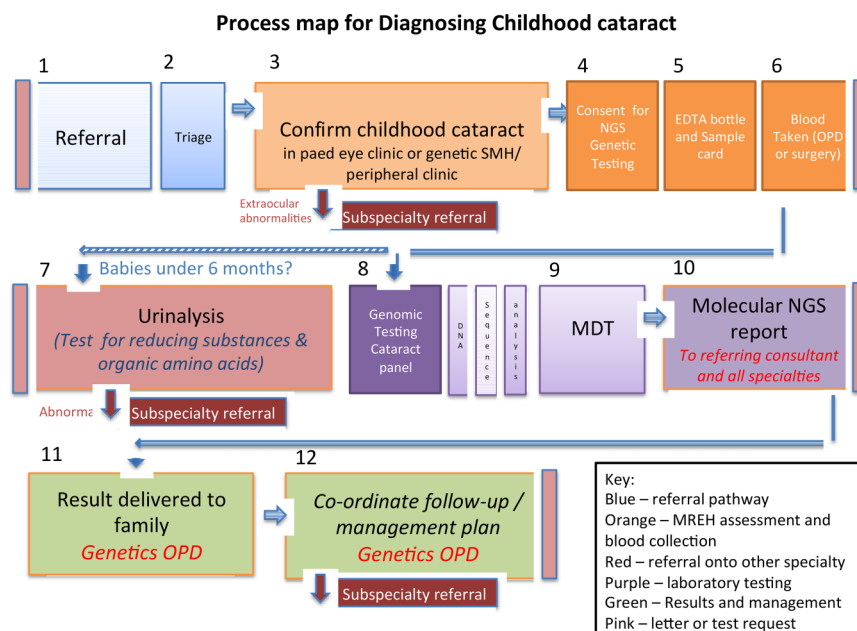 Process map for Diagnosing Childhood cataract
1
2
3
4
5
6
Referral
Triage
Confirm childhood cataract
in paed eye clinic or genetic SMH/
peripheral clinic
Consent for
NGS
Genetic
Testing
EDTA bottle
and Sample
card
Blood
Taken (OPD
or surgery)
Extraocular
abnormalities
Subspecialty referral
7
Babies under 6 months?
8
9
10
Urinalysis
(Test for reducing substances &
organic amino acids)
Genomic
Testing
Cataract
panel
DNA
Sequence
analysis
MDT
Molecular NGS
report
To referring consultant
and all specialties
Abnorma
Subspecialty referral
11
12
Result delivered to
family
Genetics OPD
Co-ordinate follow-up /
management plan
Genetics OPD
Subspecialty referral
Key:
Blue – referral pathway
Orange – MREH assessment and
blood collection
Red – referral onto other specialty
Purple – laboratory testing
Green – Results and management
Pink – letter or test request